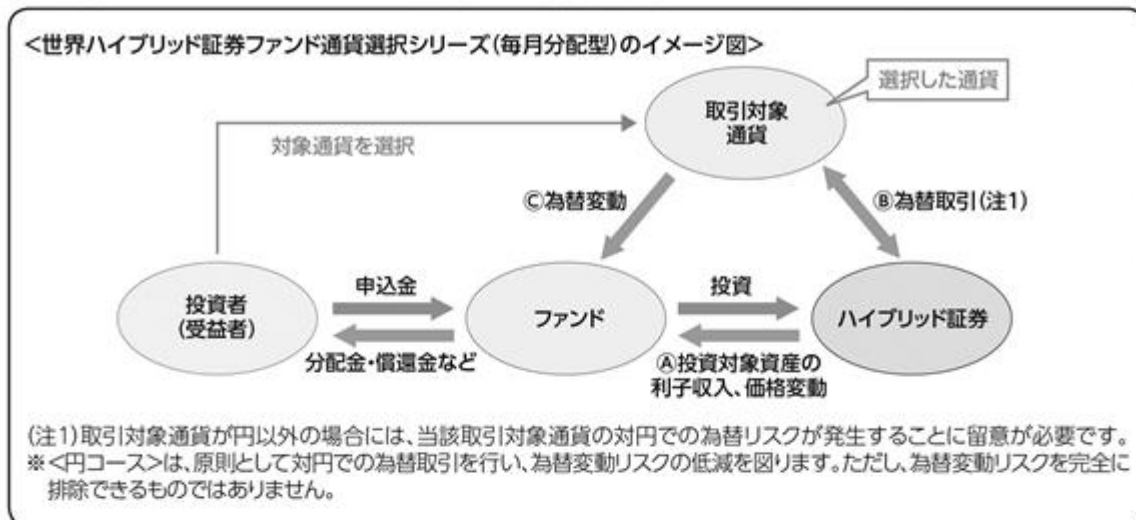 <世界ハイブリッド証券ファンド通貨選択シリーズ(毎月分配型)のイメージ図>
選択した通貨
取引対象
通貨
対象通貨を選択
Ⓒ為替変動
Ⓑ為替取引(注1)
投資者
(受益者)
申込金
ファンド
投資
ハイブリッド証券
分配金・償還金など
Ⓐ投資対象資産の
利子収入、価格変動
(注1)取引対象通貨が円以外の場合には、当該取引対象通貨の対円での為替リスクが発生することに留意が必要です。
※<円コース>は、原則として対円での為替取引を行い、為替変動リスクの低減を図ります。ただし、為替変動リスクを完全に
排除できるものではありません。